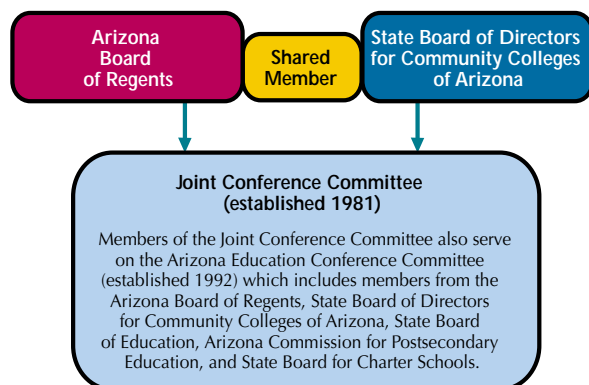 Arizona
Board
of Regents
Shared
Member
State Board of Directors
for Community Colleges
of Arizona
Joint Conference Committee
(established 1981)
Members of the Joint Conference Committee also serve
on the Arizona Education Conference Committee
(established 1992) which includes members from the
Arizona Board of Regents, State Board of Directors
for Community Colleges of Arizona, State Board
of Education, Arizona Commission for Postsecondary
Education, and State Board for Charter Schools.